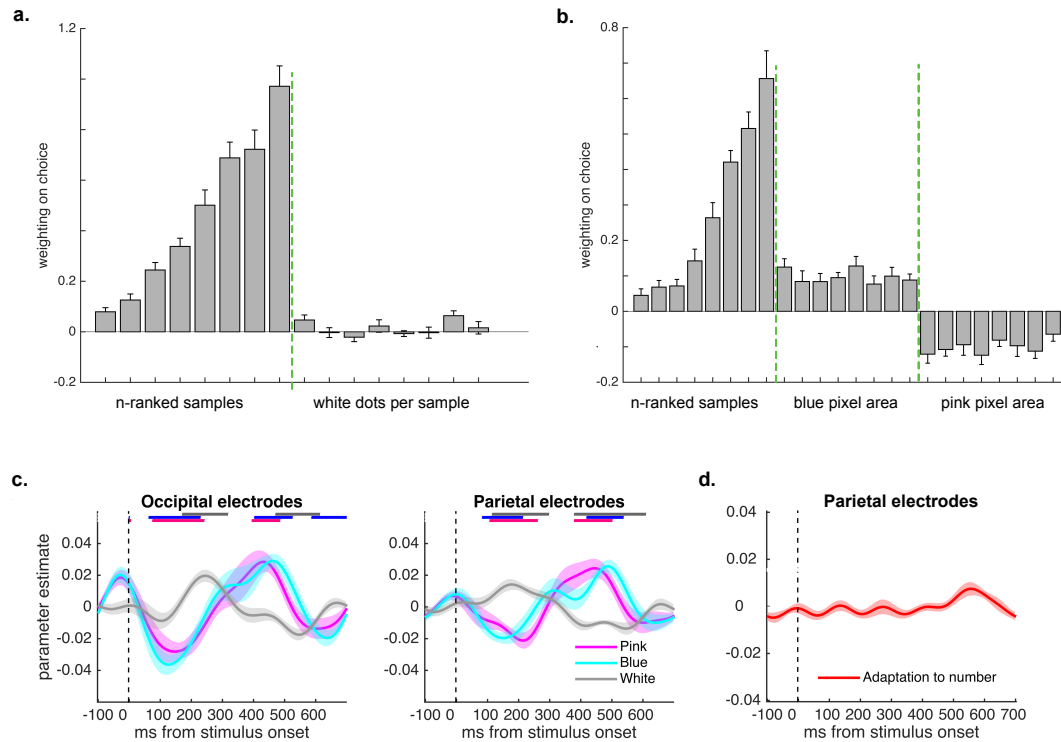 a.
1.2
0.2
0
-0.2
weighting on choice
n-ranked samples
white dots per sample
b.
0.8
0.2
0
-0.2
weighting on choice
n-ranked samples
blue pixel area
pink pixel area
c.
Occipital electrodes
0.04
0.02
0
-0.02
-0.04
parameter estimate
-100 0 100 200 300 400 500 600
ms from stimulus onset
Parietal electrodes
0.04
0.02
0
-0.02
-0.04
Pink
Blue
White
-100 0 100 200 300 400 500 600
ms from stimulus onset
d.
Parietal electrodes
0.04
0.02
0
-0.02
-0.04
Adaptation to number
-100 0 100 200 300 400 500 600 700
ms from stimulus onset